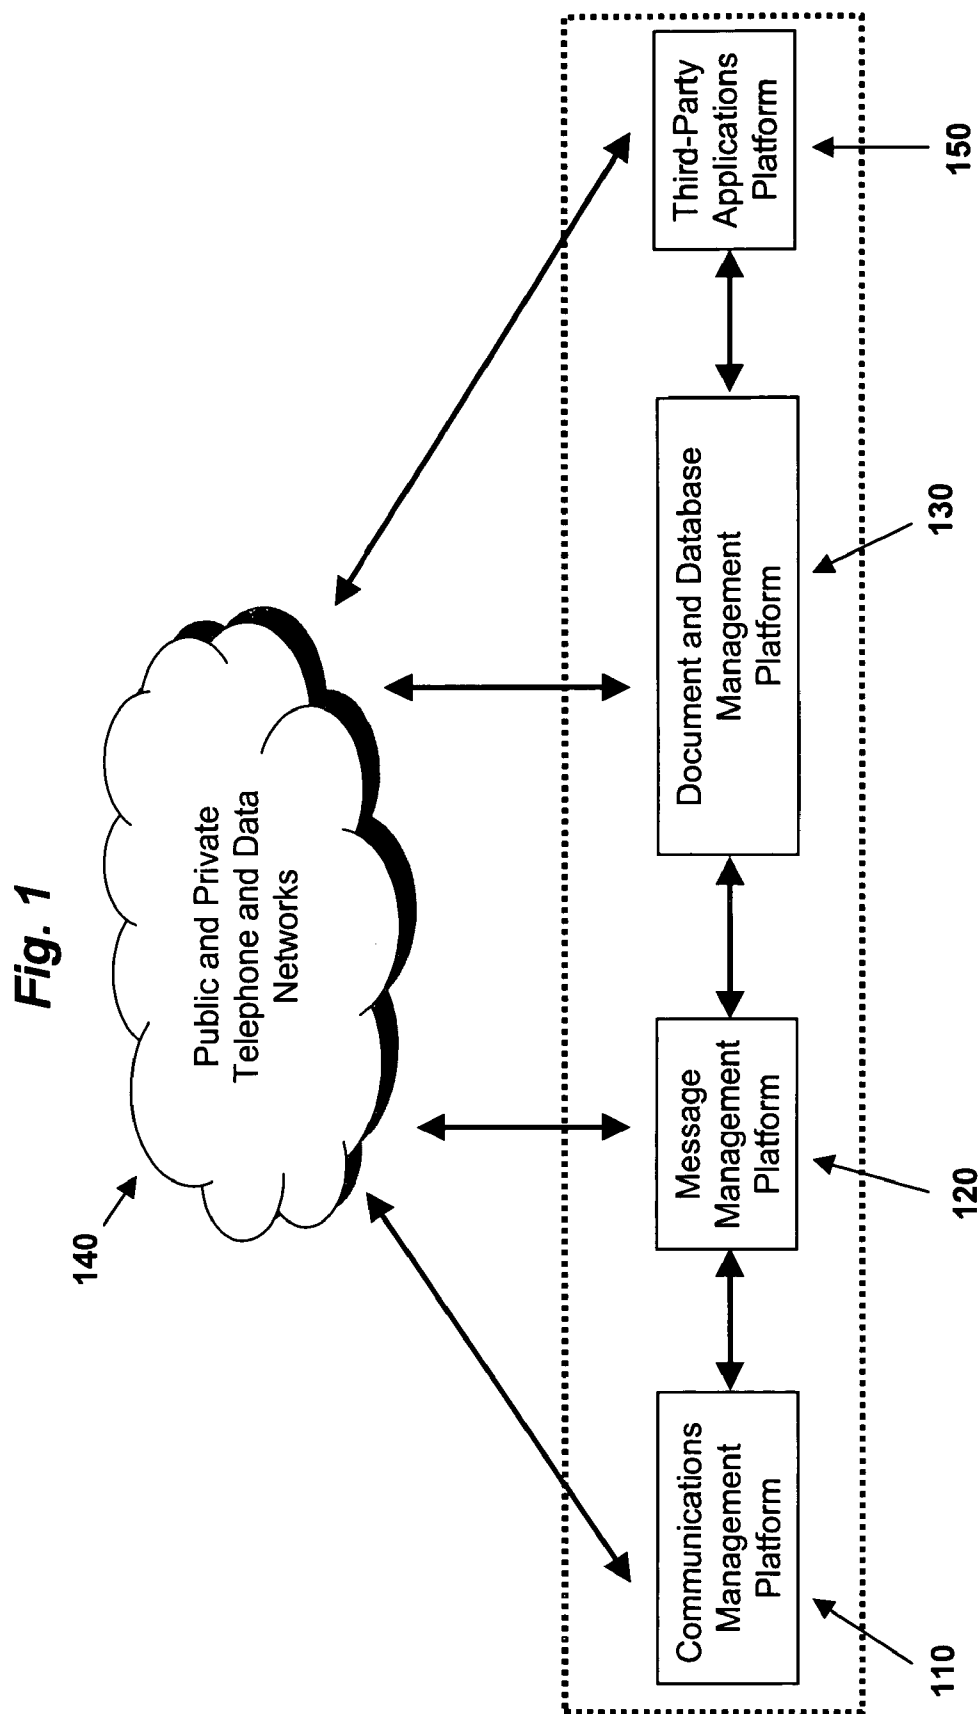 Fig. 1
140
Public and Private
Telephone and Data
Networks
Communications
Management
Platform
Message
Management
Platform
Document and Database
Management
Platform
Third-Party
Applications
Platform
110
120
130
150